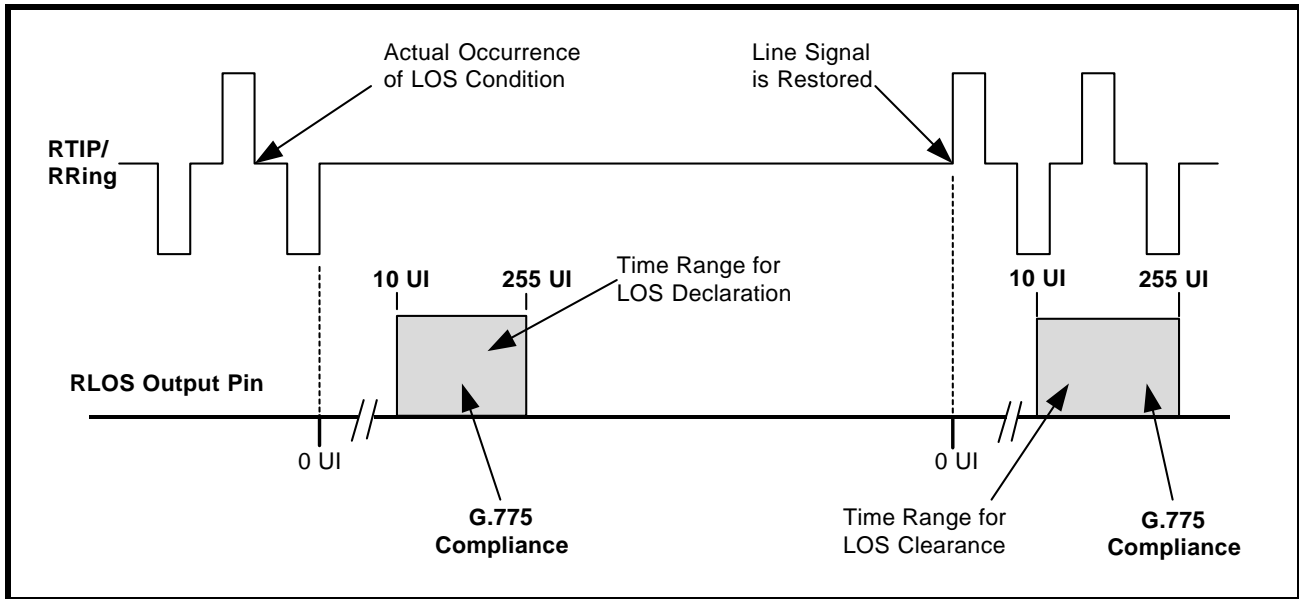 Actual Occurrence
of LOS Condition
Line Signal
is Restored
RTIP/
RRing
Time Range for
LOS Declaration
10 UI
255 UI
10 UI
255 UI
RLOS Output Pin
0 UI
0 UI
G.775
Compliance
Time Range for
LOS Clearance
G.775
Compliance